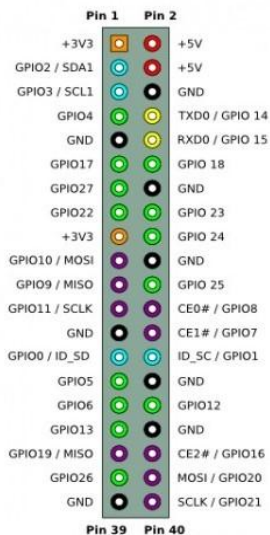 Pin 1 Pin 2
+3V3 +5V
GPIO2 / SDA1 +5V
GPIO3 / SCL1 GND
GPIO4 TXD0 / GPIO 14
GND RXD0 / GPIO 15
GPIO17 GPIO 18
GPIO27 GND
GPIO22 GPIO 23
+3V3 GPIO 24
GPIO10 / MOSI GND
GPIO9 / MISO GPIO 25
GPIO11 / SCLK CE0# / GPIO8
GND CE1# / GPIO7
GPIO0 / ID_SD ID_SC / GPIO1
GPIO5 GND
GPIO6 GPIO12
GPIO13 GND
GPIO19 / MISO CE2# / GPIO16
GPIO26 MOSI / GPIO20
GND SCLK / GPIO21
Pin 39 Pin 40